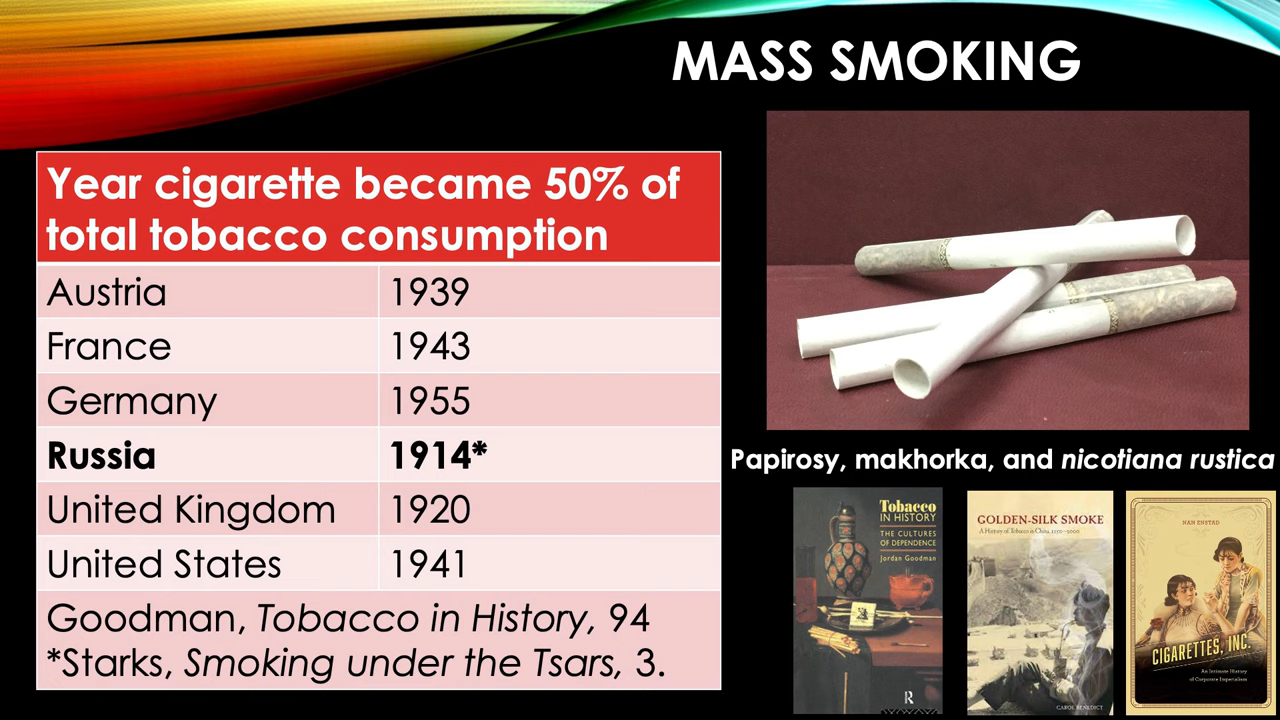 MASS SMOKING
Year cigarette became 50% of
total tobacco consumption
Austria 1939
France 1943
Germany 1955
Russia 1914*
United Kingdom 1920
United States 1941
Goodman, Tobacco in History, 94
*Starks, Smoking under the Tsars, 3.
Papirosy, makhorka, and nicotiana rustica
Tobacco
IN HISTORY
THE CULTURES
OF DEPENDENCE
Jordan Goodman
R
GOLDEN-SILK SMOKE
A History of Tobacco in China, 1550–2010
CAROL BENEDICT
NAN ENSTAD
CIGARETTES, INC.
An Intimate History
of Corporate Imperialism